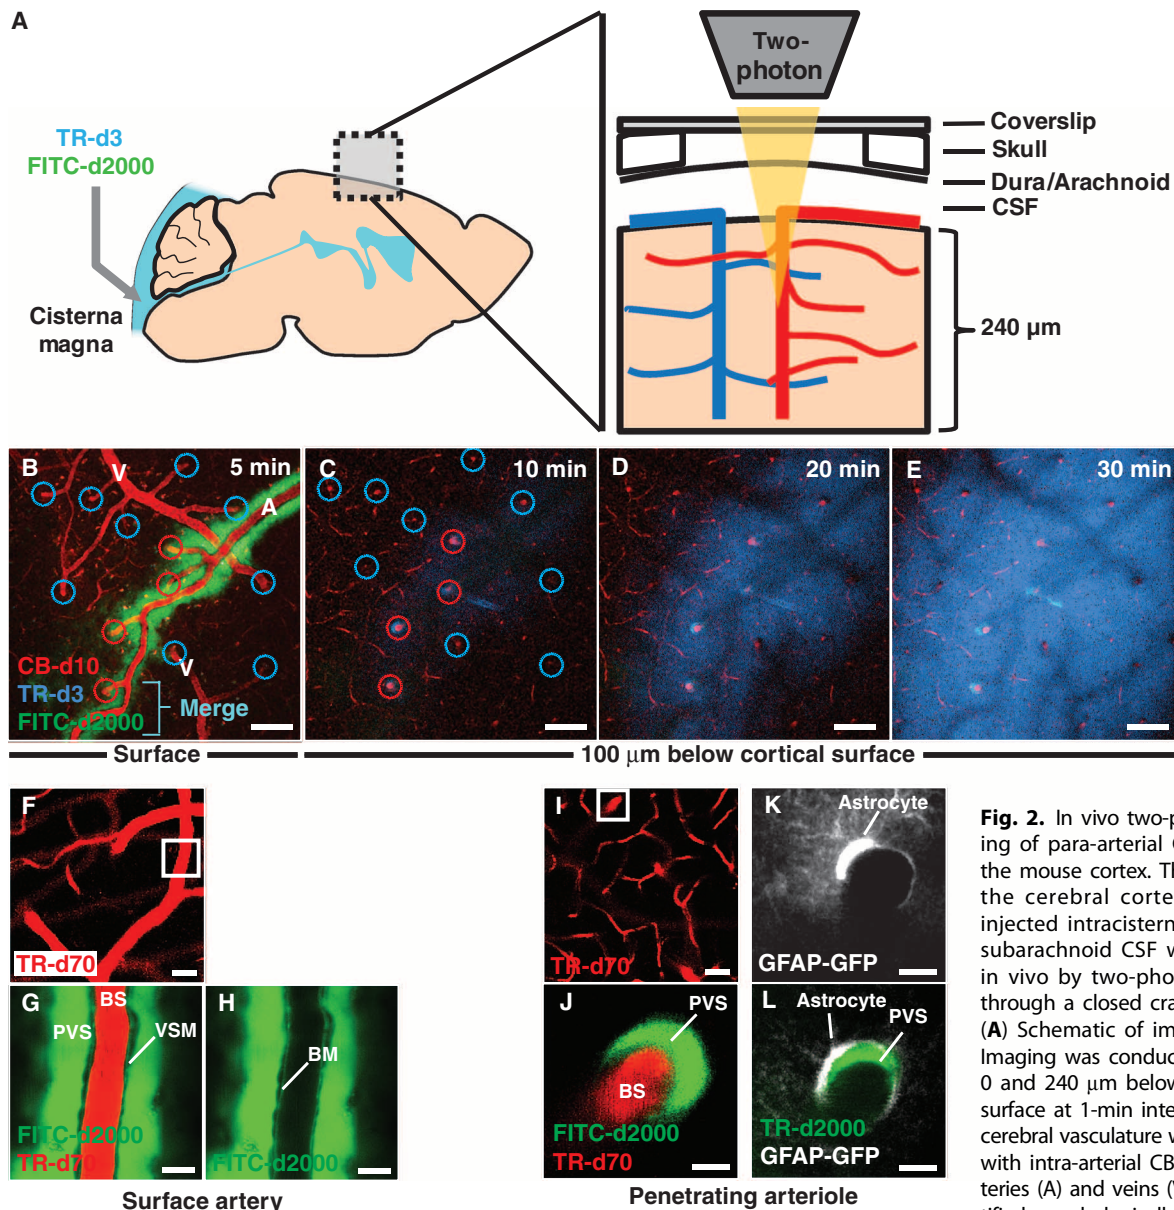 A
Two-
photon
TR-d3
FITC-d2000
Cisterna
magna
Coverslip
Skull
Dura/Arachnoid
CSF
240 µm
B
V
5 min
A
V
CB-d10
TR-d3
FITC-d2000
Merge
C
10 min
D
20 min
E
30 min
Surface
100 µm below cortical surface
F
TR-d70
G
BS
PVS
VSM
FITC-d2000
TR-d70
H
BM
FITC-d2000
Surface artery
I
TR-d70
J
PVS
BS
FITC-d2000
TR-d70
K
Astrocyte
GFAP-GFP
L
Astrocyte
PVS
TR-d2000
GFAP-GFP
Penetrating arteriole
Fig. 2. In vivo two-p
ing of para-arterial
the mouse cortex. Th
the cerebral corte
injected intracistern
subarachnoid CSF w
in vivo by two-pho
through a closed cra
(A) Schematic of im
Imaging was conduc
0 and 240 µm below
surface at 1-min inte
cerebral vasculature w
with intra-arterial CB
teries (A) and veins (V